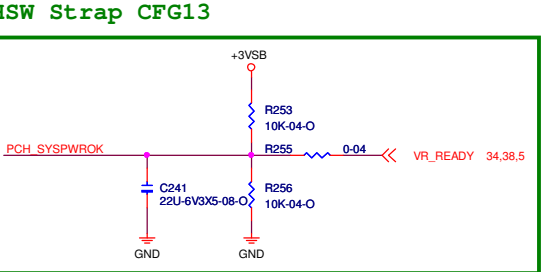 HSW Strap CFG13
+3VSB
R253
10K-04-O
PCH_SYSPWROK
R255
0-04
VR_READY 34,38,5
C241
22U-6V3X5-08-O
R256
10K-04-O
GND
GND